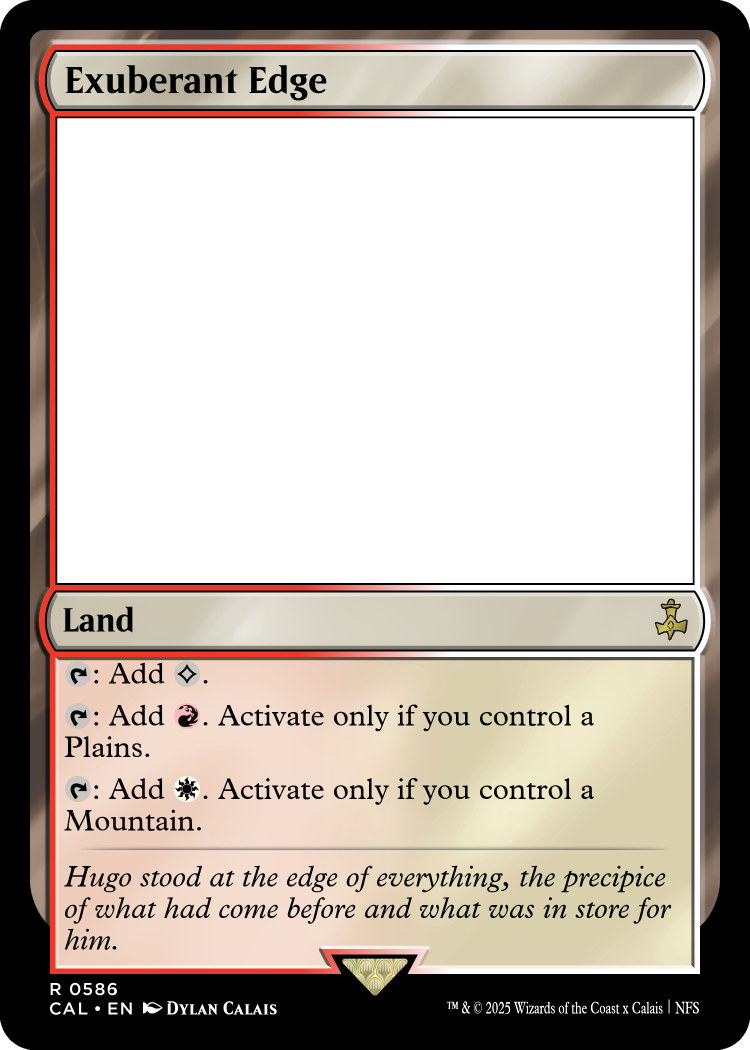 Exuberant Edge
Land
: Add .
: Add . Activate only if you control a
Plains.
: Add . Activate only if you control a
Mountain.
Hugo stood at the edge of everything, the precipice
of what had come before and what was in store for
him.
R 0586
CAL • EN Dylan Calais
™ & © 2025 Wizards of the Coast x Calais | NFS